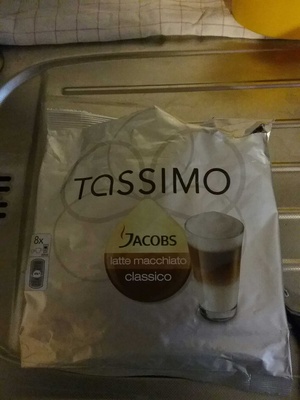 TASSIMO
JACOBS
latte macchiato
classico
8x